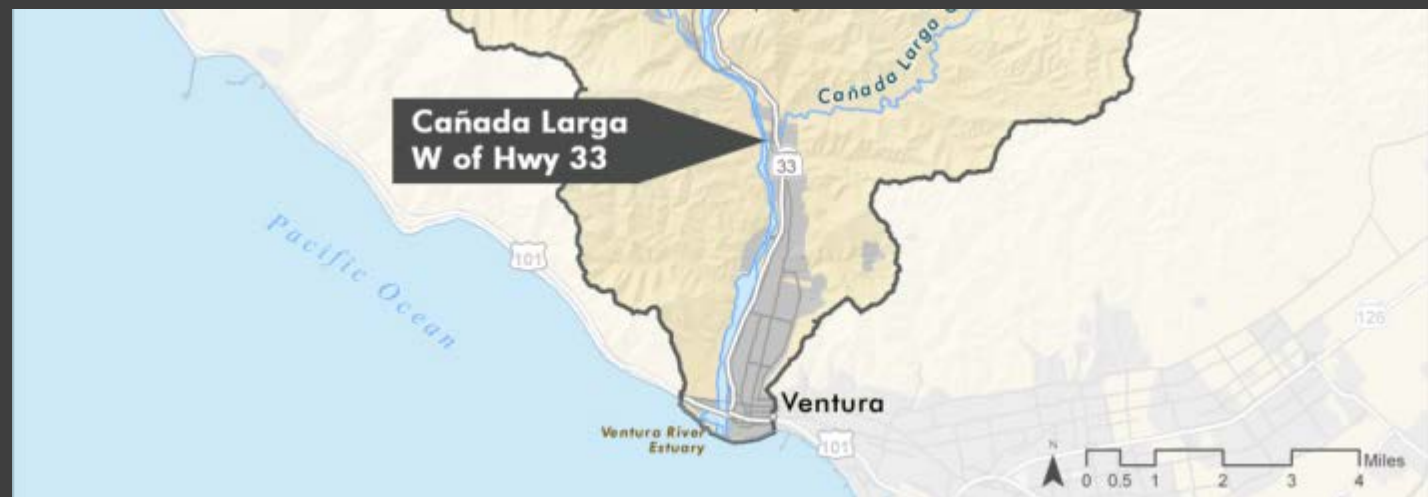 Cañada Larga
Cañada Larga
W of Hwy 33
33
Pacific Ocean
101
126
Ventura
Ventura River
Estuary
101
N
Miles
0 0.5 1 2 3 4